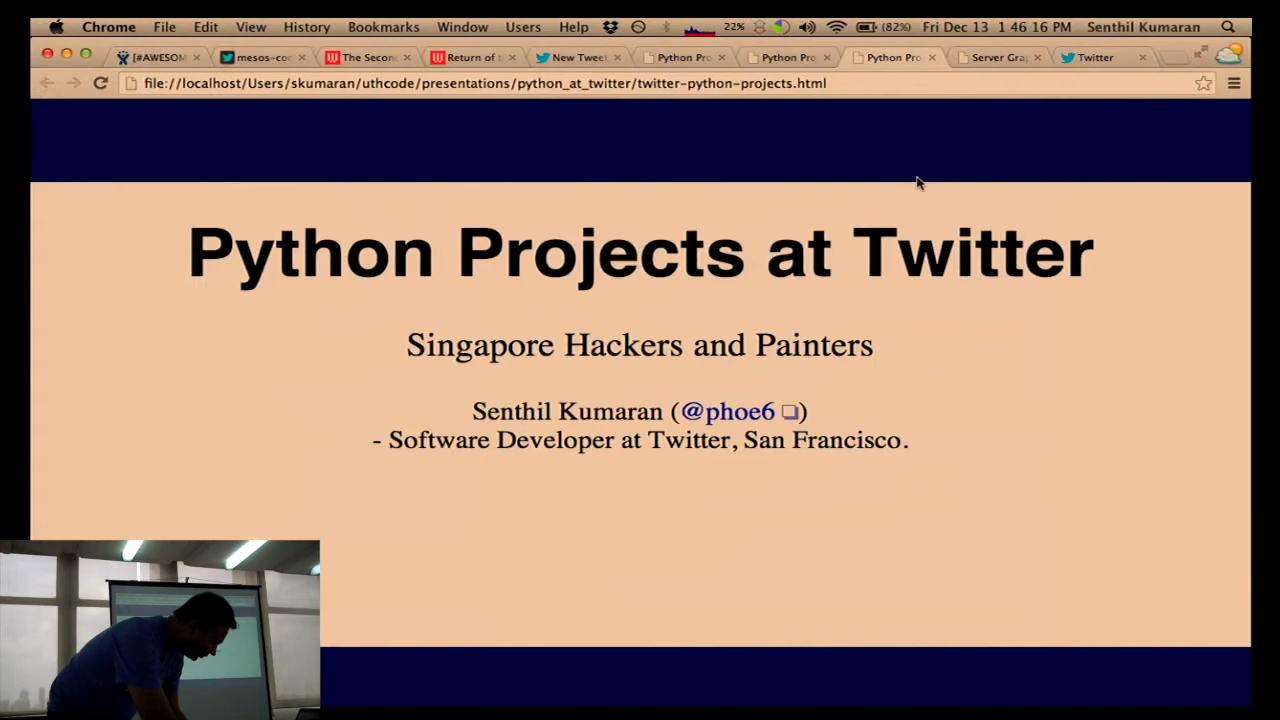 Chrome File Edit View History Bookmarks Window Users Help 22% (82%) Fri Dec 13 1:46:16 PM Senthil Kumaran
[#AWESOM mesos-cor The Secon Return of New Tweet Python Pro Python Pro Python Pro Server Gra Twitter
file://localhost/Users/skumaran/uthcode/presentations/python_at_twitter/twitter-python-projects.html
Python Projects at Twitter
Singapore Hackers and Painters
Senthil Kumaran (@phoe6)
- Software Developer at Twitter, San Francisco.